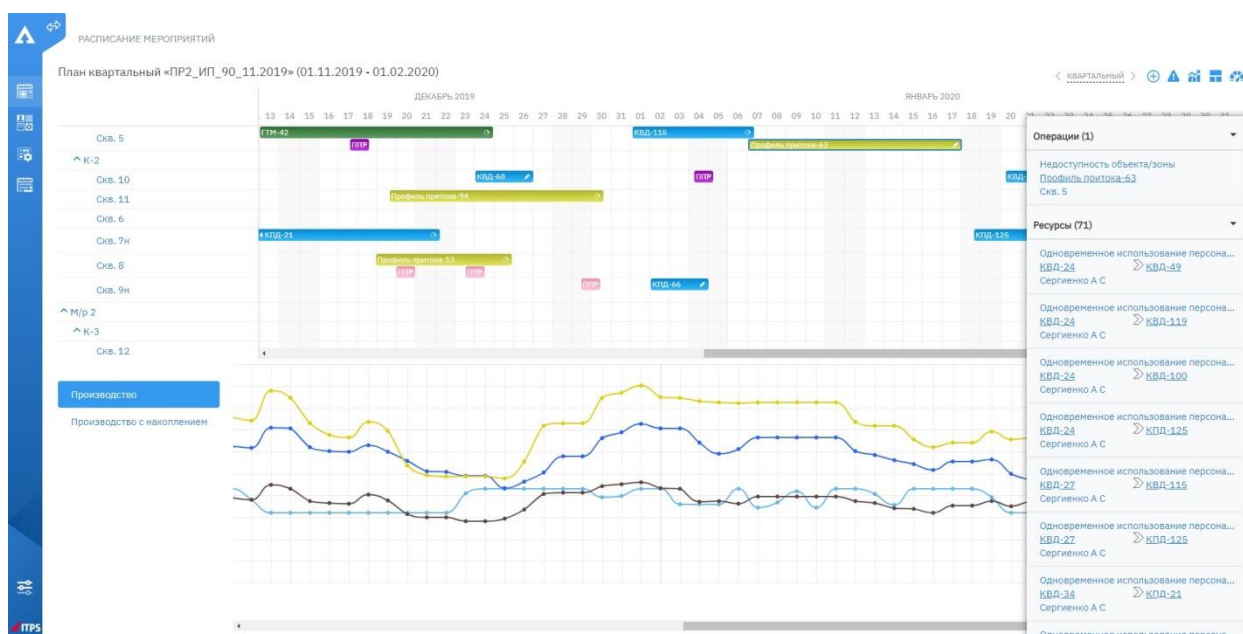 РАСПИСАНИЕ МЕРОПРИЯТИЙ
План квартальный «ПР2_ИП_90_11.2019» (01.11.2019 - 01.02.2020)
< КВАРТАЛЬНЫЙ >
ДЕКАБРЬ 2019 ЯНВАРЬ 2020
13 14 15 16 17 18 19 20 21 22 23 24 25 26 27 28 29 30 31 01 02 03 04 05 06 07 08 09 10 11 12 13 14 15 16 17 18 19 20
Скв. 5 ГТМ-42 КВД-115
ППР Профиль притока-63
К-2
Скв. 10 КВД-68 ППР КВД-
Скв. 11 Профиль притока-94
Скв. 6
Скв. 7н КПД-21 КПД-125
Скв. 8 Профиль притока-13
ППР ППР
Скв. 9н ППР КПД-66
М/р 2
К-3
Скв. 12
Производство
Производство с накоплением
Операции (1)
Недоступность объекта/зоны
Профиль притока-63
Скв. 5
Ресурсы (71)
Одновременное использование персона...
КВД-24 КВД-49
Сергиенко А С
Одновременное использование персона...
КВД-24 КВД-119
Сергиенко А С
Одновременное использование персона...
КВД-24 КВД-100
Сергиенко А С
Одновременное использование персона...
КВД-24 КПД-125
Сергиенко А С
Одновременное использование персона...
КВД-27 КВД-115
Сергиенко А С
Одновременное использование персона...
КВД-27 КПД-125
Сергиенко А С
Одновременное использование персона...
КВД-34 КПД-21
Сергиенко А С
ITPS